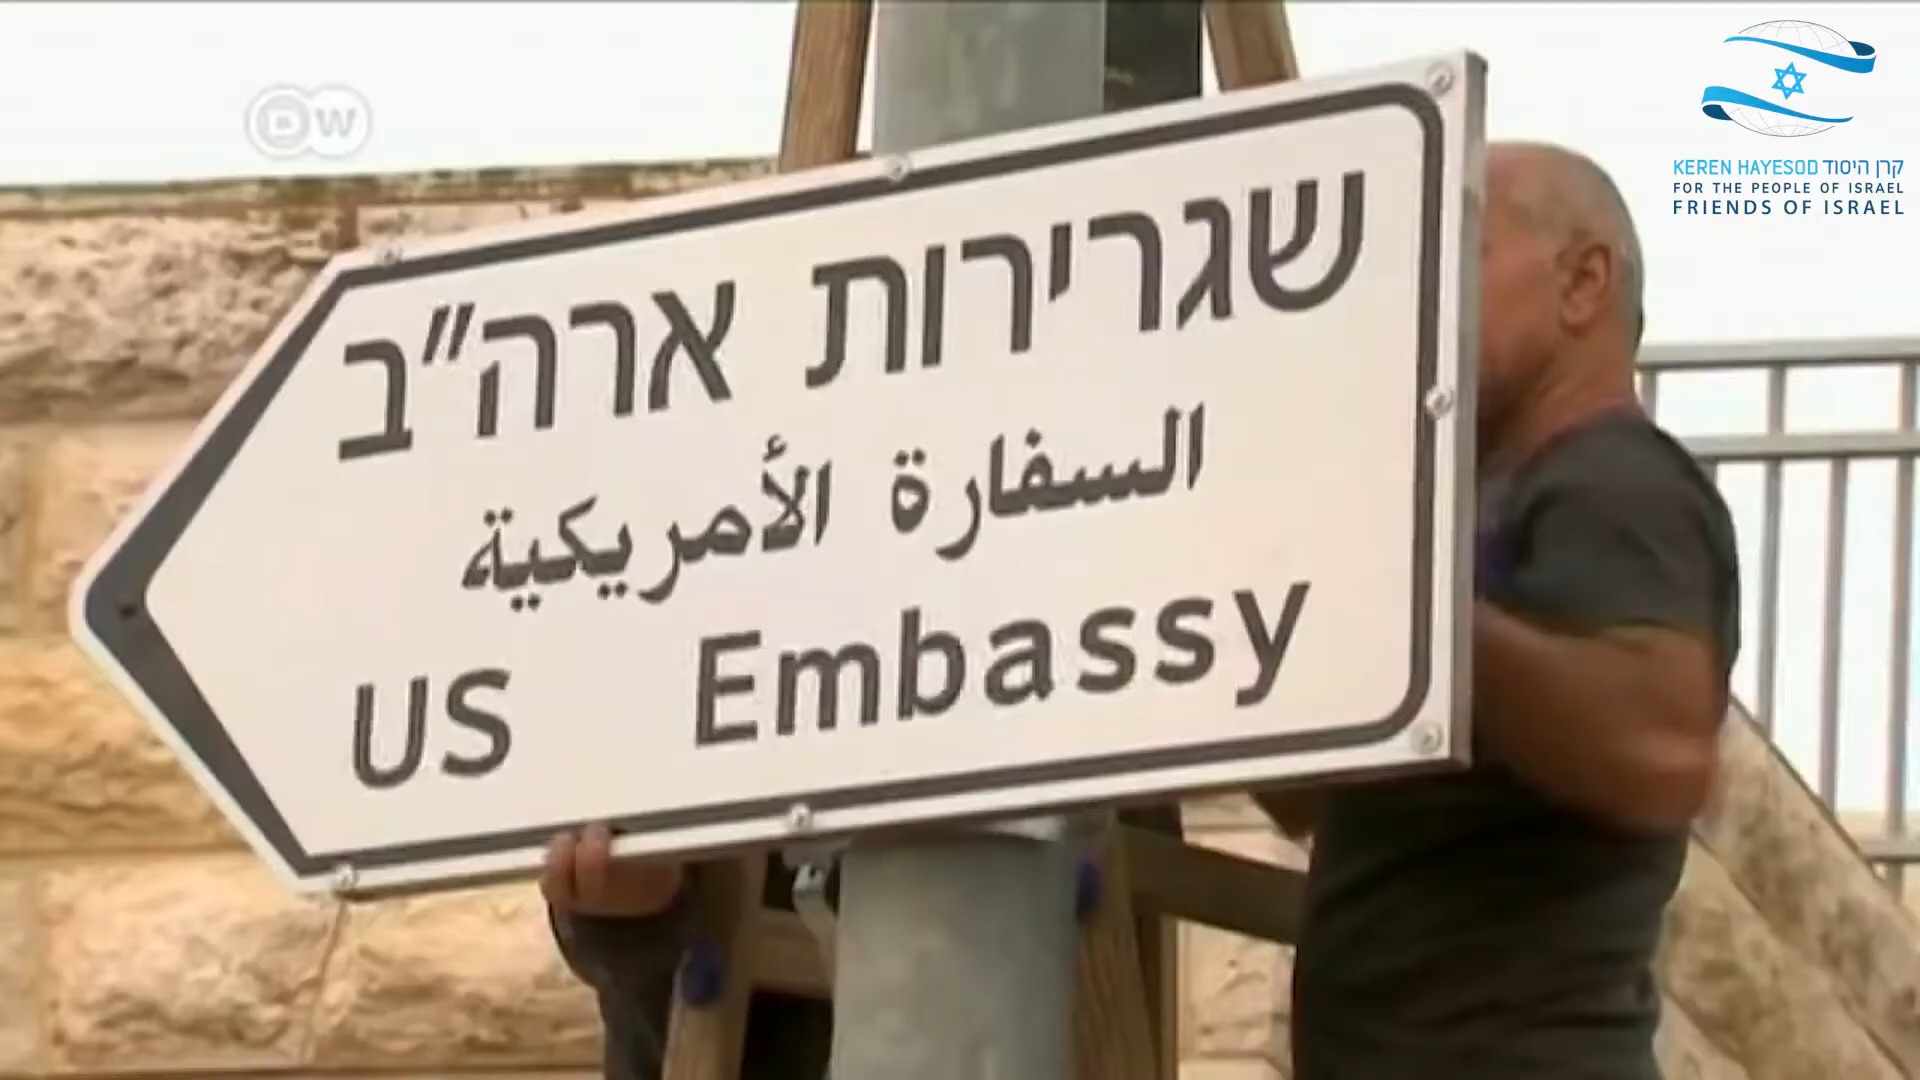 DW
KEREN HAYESOD קרן היסוד
FOR THE PEOPLE OF ISRAEL
FRIENDS OF ISRAEL
שגרירות ארה״ב
السفارة الأمريكية
US Embassy